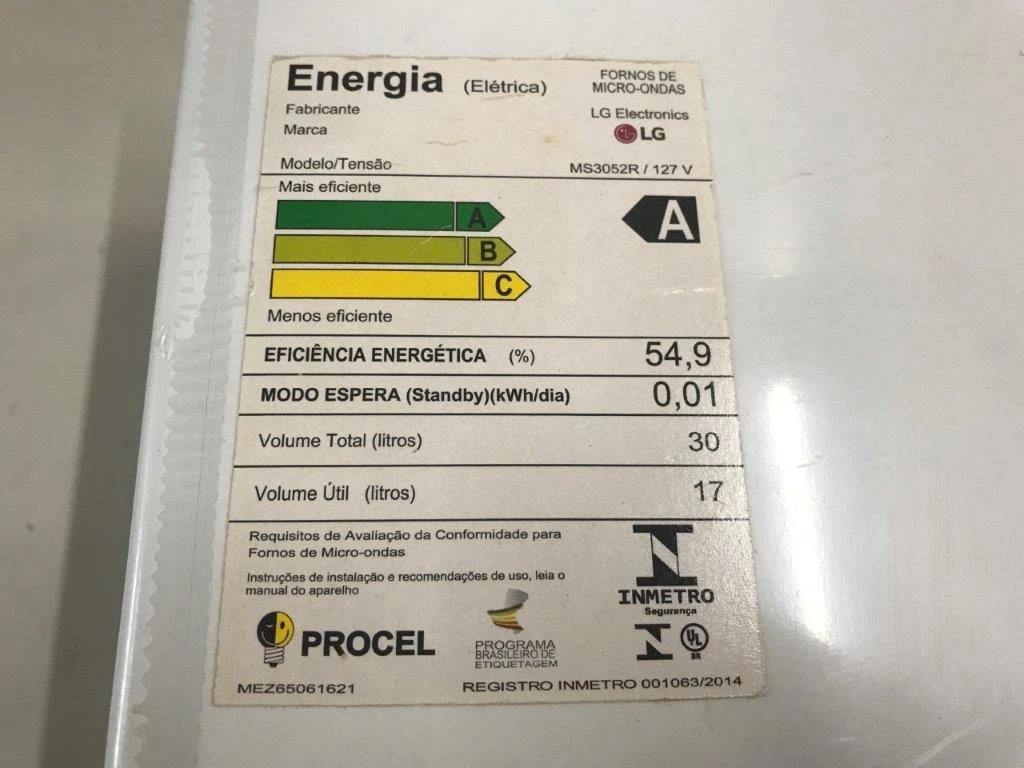 Energia (Elétrica)
FORNOS DE
MICRO-ONDAS
Fabricante
LG Electronics
Marca
LG
Modelo/Tensão
MS3052R / 127 V
Mais eficiente
A
A
B
C
Menos eficiente
EFICIÊNCIA ENERGÉTICA (%) 54,9
MODO ESPERA (Standby)(kWh/dia) 0,01
Volume Total (litros) 30
Volume Útil (litros) 17
Requisitos de Avaliação da Conformidade para
Fornos de Micro-ondas
Instruções de instalação e recomendações de uso, leia o
manual do aparelho
PROCEL
PROGRAMA
BRASILEIRO DE
ETIQUETAGEM
INMETRO
Segurança
UL
BR
MEZ65061621
REGISTRO INMETRO 001063/2014